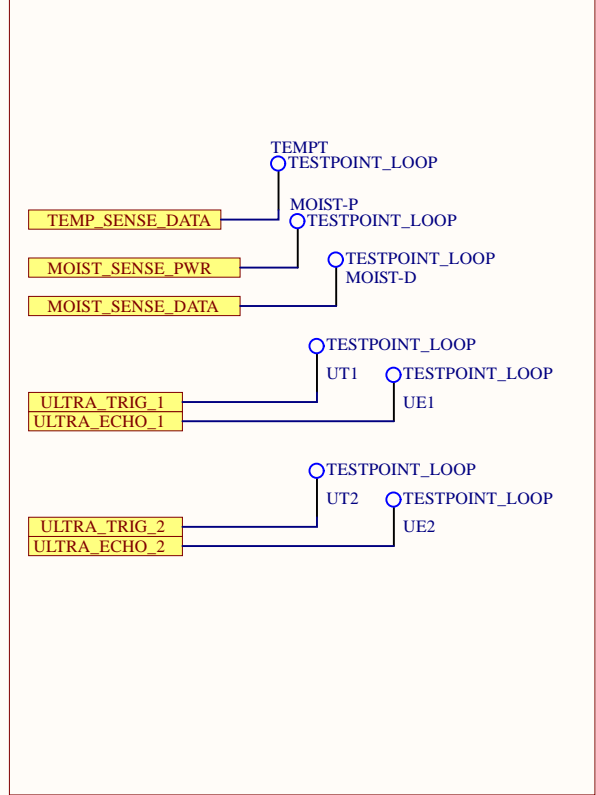 TEMPT
TESTPOINT_LOOP
MOIST-P
TEMP_SENSE_DATA
TESTPOINT_LOOP
MOIST_SENSE_PWR
TESTPOINT_LOOP
MOIST-D
MOIST_SENSE_DATA
TESTPOINT_LOOP
UT1
TESTPOINT_LOOP
ULTRA_TRIG_1
UE1
ULTRA_ECHO_1
TESTPOINT_LOOP
UT2
TESTPOINT_LOOP
ULTRA_TRIG_2
UE2
ULTRA_ECHO_2